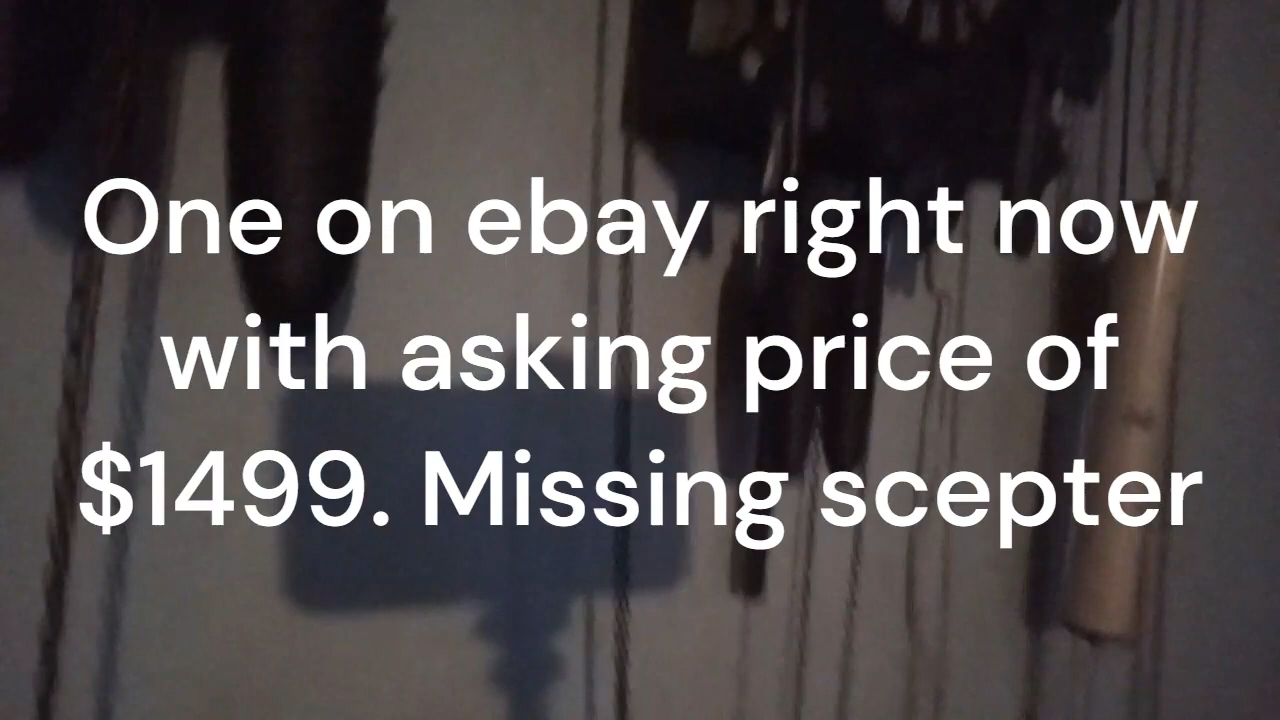 One on ebay right now
with asking price of
$1499. Missing scepter